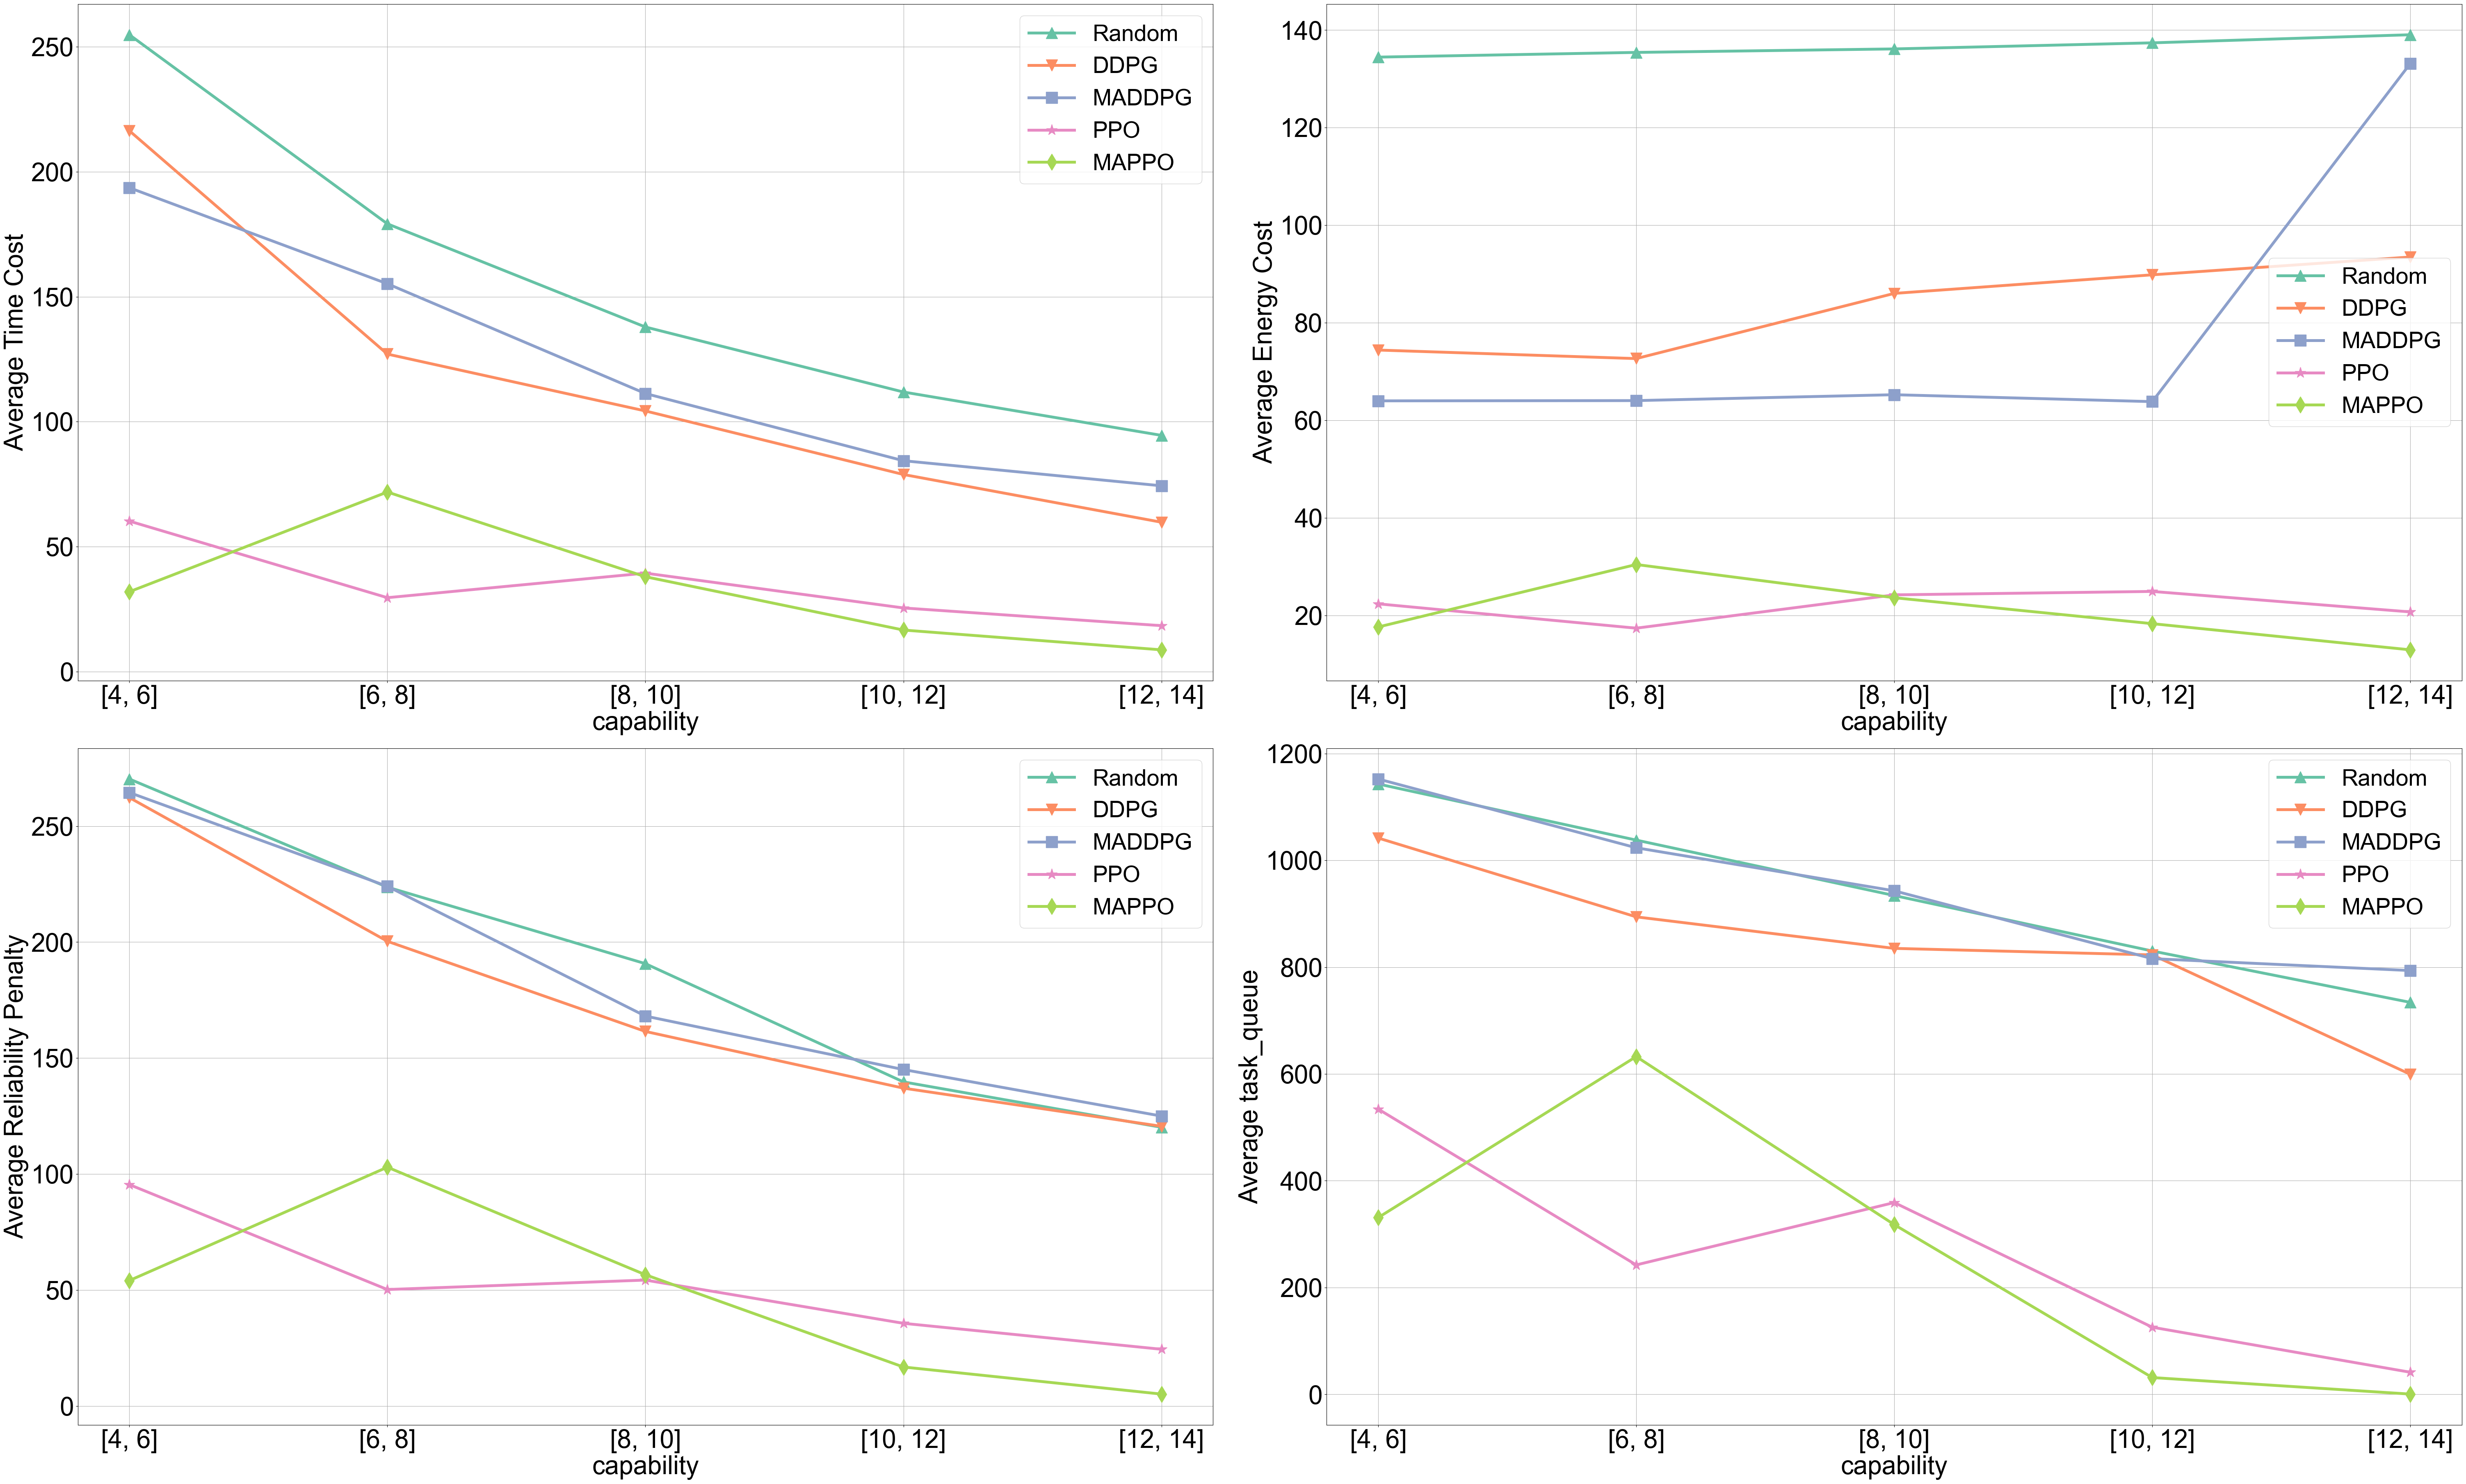 Average Time Cost
250
200
150
100
50
0
[4, 6] [6, 8] [8, 10] [10, 12] [12, 14]
capability
Random
DDPG
MADDPG
PPO
MAPPO
Average Energy Cost
140
120
100
80
60
40
20
[4, 6] [6, 8] [8, 10] [10, 12] [12, 14]
capability
Random
DDPG
MADDPG
PPO
MAPPO
Average Reliability Penalty
250
200
150
100
50
0
[4, 6] [6, 8] [8, 10] [10, 12] [12, 14]
capability
Random
DDPG
MADDPG
PPO
MAPPO
Average task_queue
1200
1000
800
600
400
200
0
[4, 6] [6, 8] [8, 10] [10, 12] [12, 14]
capability
Random
DDPG
MADDPG
PPO
MAPPO